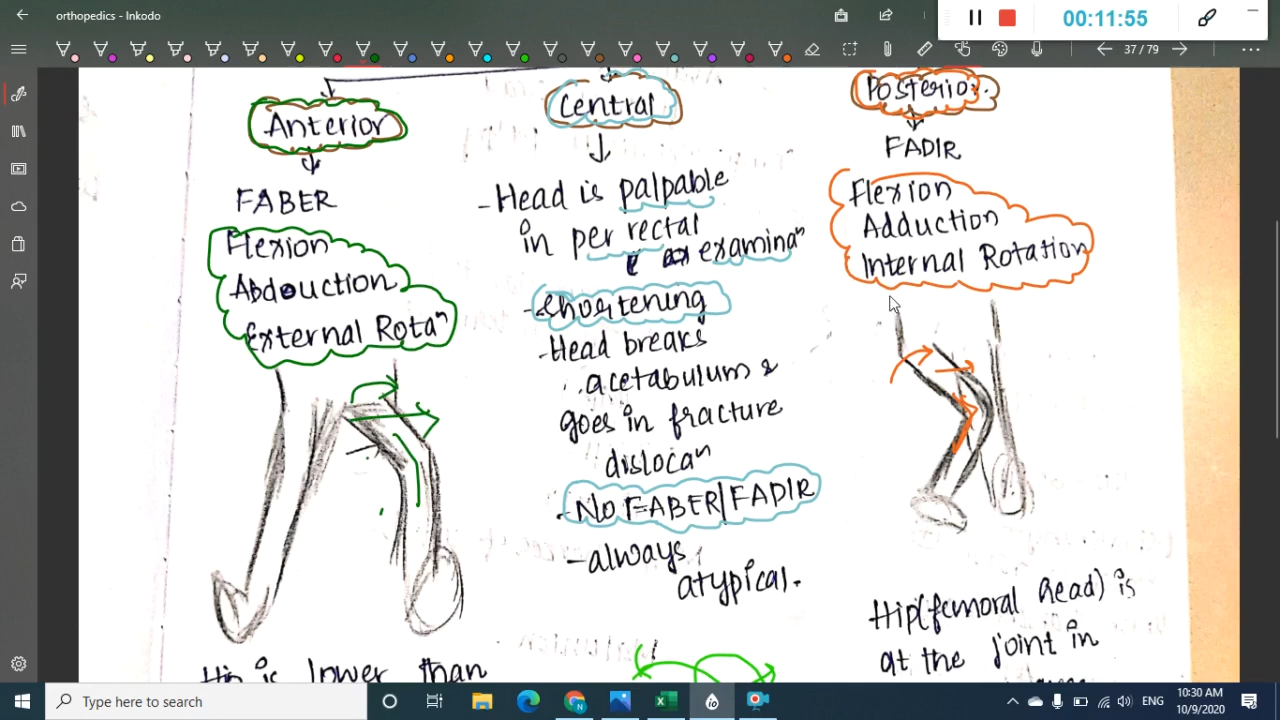 orthopedics - Inkodo
00:11:55
37 / 79
Anterior
FABER
Flexion
Abduction
External Rotaⁿ
Central
- Head is palpable
in per rectal
examinaⁿ
- shortening
- Head breaks
acetabulum &
goes in fracture
dislocaⁿ
- No FABER/FADIR
- always
atypical.
Posterior.
FADIR
Flexion
Adduction
Internal Rotation
Hip is lower than
Hip(femoral head) is
at the joint in
Type here to search
ENG
10:30 AM
10/9/2020